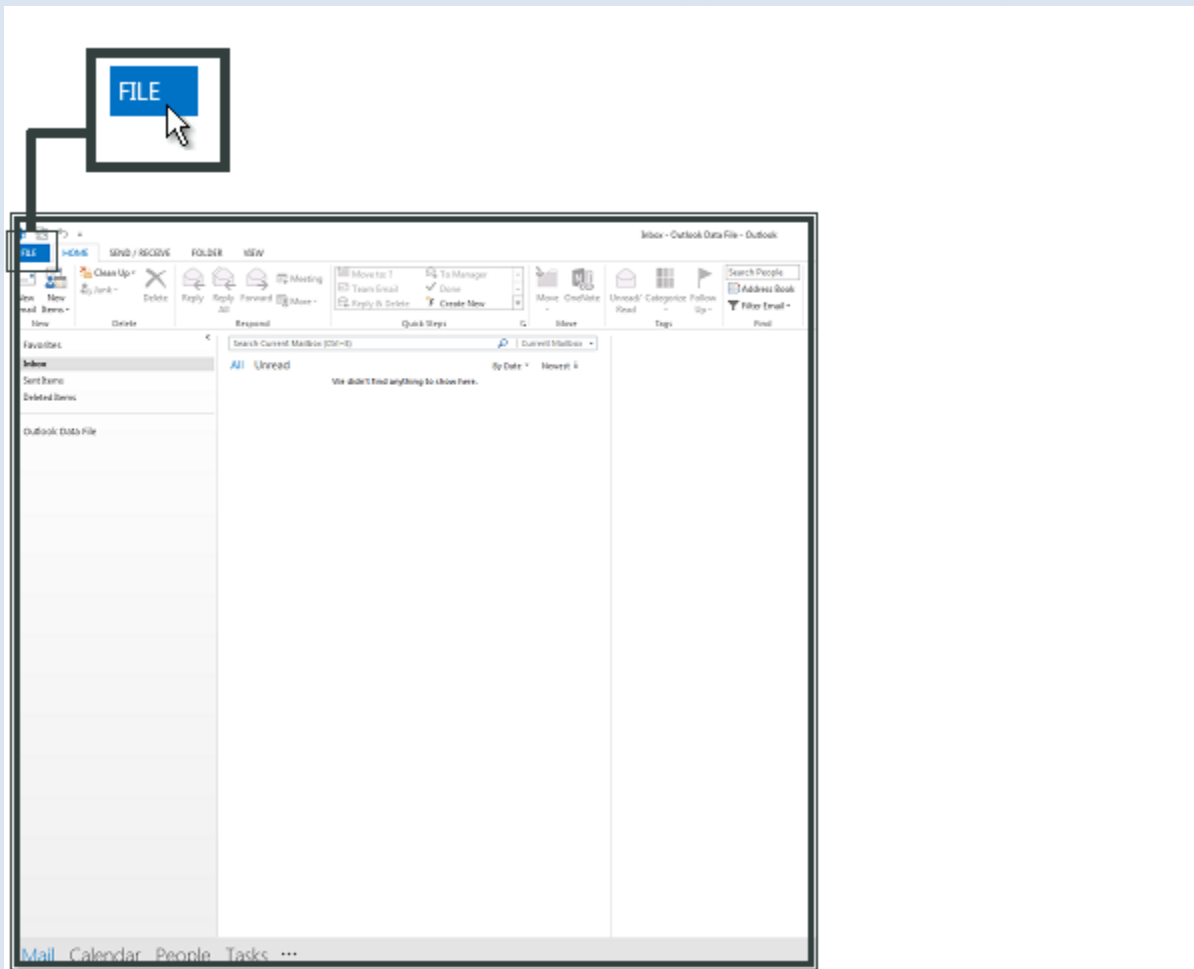 FILE
Inbox - Outlook Data File - Outlook
FILE HOME SEND / RECEIVE FOLDER VIEW
New Items
Clean Up
Junk
Delete
Reply
Reply All
Forward
Meeting
More
Move to: ?
Team Email
Reply & Delete
To Manager
Done
Create New
Move
OneNote
Unread/ Read
Categorize
Follow Up
Search People
Address Book
Filter Email
New Delete Respond Quick Steps Move Tags Find
Favorites
Inbox
Sent Items
Deleted Items
Outlook Data File
Search Current Mailbox (Ctrl+E) Current Mailbox
All Unread By Date Newest
We didn't find anything to show here.
Mail Calendar People Tasks ...